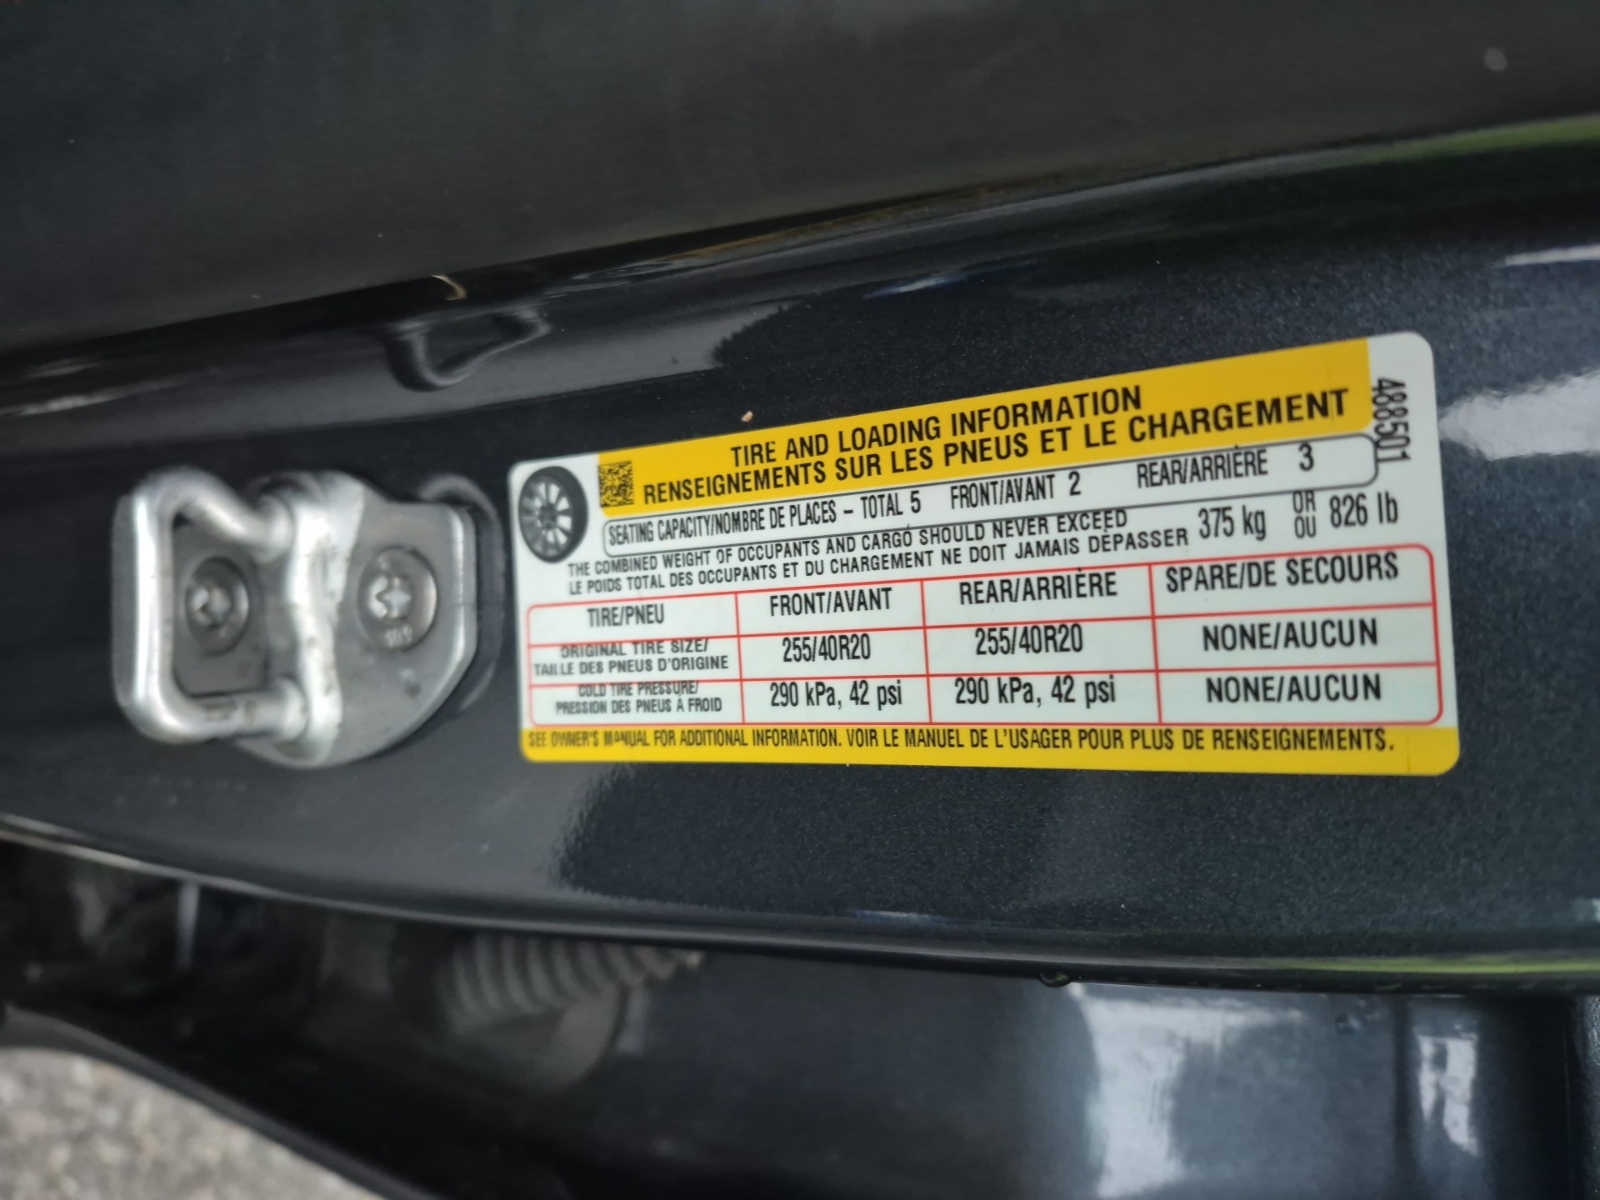 TIRE AND LOADING INFORMATION
RENSEIGNEMENTS SUR LES PNEUS ET LE CHARGEMENT
4885011
SEATING CAPACITY/NOMBRE DE PLACES – TOTAL 5 FRONT/AVANT 2 REAR/ARRIÈRE 3
THE COMBINED WEIGHT OF OCCUPANTS AND CARGO SHOULD NEVER EXCEED
LE POIDS TOTAL DES OCCUPANTS ET DU CHARGEMENT NE DOIT JAMAIS DÉPASSER 375 kg OR OU 826 lb
TIRE/PNEU FRONT/AVANT REAR/ARRIÈRE SPARE/DE SECOURS
ORIGINAL TIRE SIZE/
TAILLE DES PNEUS D'ORIGINE 255/40R20 255/40R20 NONE/AUCUN
COLD TIRE PRESSURE/
PRESSION DES PNEUS A FROID 290 kPa, 42 psi 290 kPa, 42 psi NONE/AUCUN
SEE OWNER'S MANUAL FOR ADDITIONAL INFORMATION. VOIR LE MANUEL DE L'USAGER POUR PLUS DE RENSEIGNEMENTS.